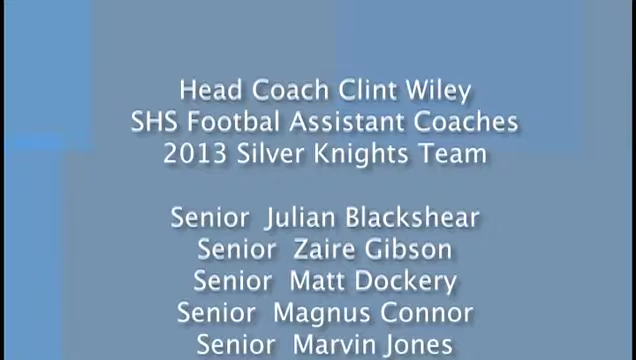 Head Coach Clint Wiley
SHS Footbal Assistant Coaches
2013 Silver Knights Team
Senior Julian Blackshear
Senior Zaire Gibson
Senior Matt Dockery
Senior Magnus Connor
Senior Marvin Jones